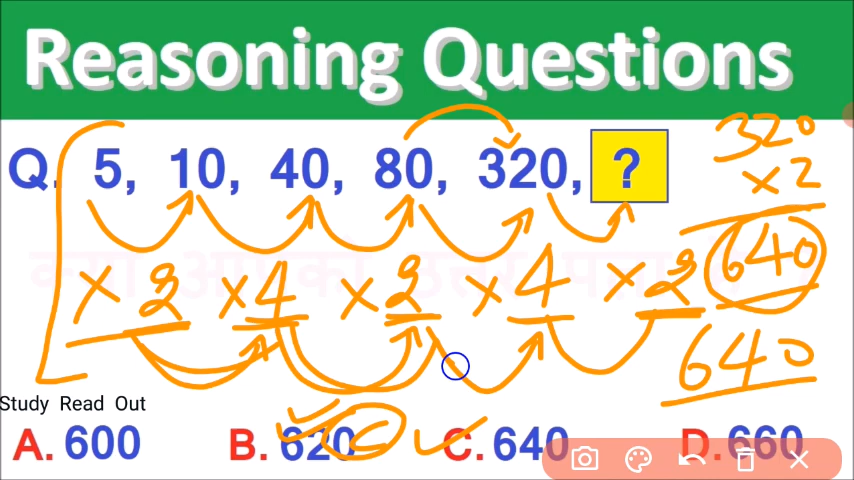 Reasoning Questions
Q. 5, 10, 40, 80, 320, ?
320
×2
640
×2 ×4 ×2 ×4 ×2
640
Study Read Out
A. 600 B. 620 C. 640 D. 660